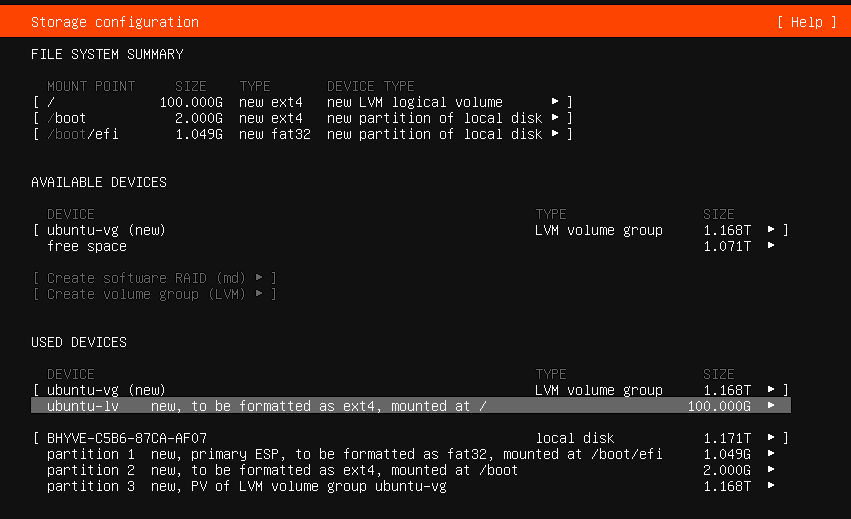 Storage configuration [ Help ]
FILE SYSTEM SUMMARY
MOUNT POINT SIZE TYPE DEVICE TYPE
[ / 100.000G new ext4 new LVM logical volume ▸ ]
[ /boot 2.000G new ext4 new partition of local disk ▸ ]
[ /boot/efi 1.049G new fat32 new partition of local disk ▸ ]
AVAILABLE DEVICES
DEVICE TYPE SIZE
[ ubuntu-vg (new) LVM volume group 1.168T ▸ ]
free space 1.071T ▸
[ Create software RAID (md) ▸ ]
[ Create volume group (LVM) ▸ ]
USED DEVICES
DEVICE TYPE SIZE
[ ubuntu-vg (new) LVM volume group 1.168T ▸ ]
ubuntu-lv new, to be formatted as ext4, mounted at / 100.000G ▸
[ BHYVE-C5B6-87CA-AF07 local disk 1.171T ▸ ]
partition 1 new, primary ESP, to be formatted as fat32, mounted at /boot/efi 1.049G ▸
partition 2 new, to be formatted as ext4, mounted at /boot 2.000G ▸
partition 3 new, PV of LVM volume group ubuntu-vg 1.168T ▸